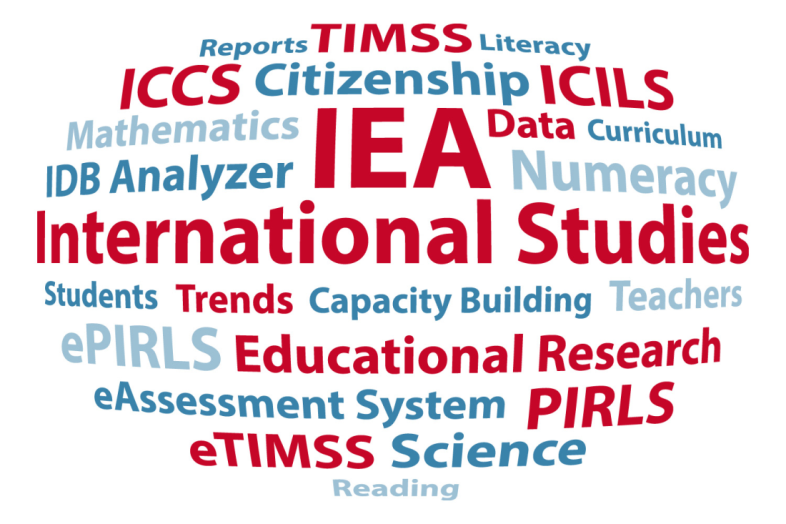 Reports TIMSS Literacy
ICCS Citizenship ICILS
Mathematics IEA Data Curriculum
IDB Analyzer Numeracy
International Studies
Students Trends Capacity Building Teachers
ePIRLS Educational Research
eAssessment System PIRLS
eTIMSS Science
Reading